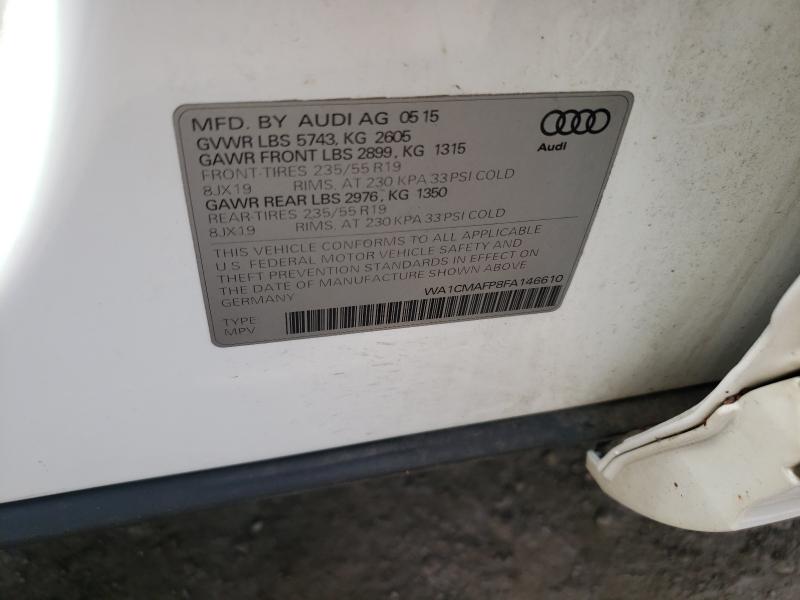 MFD. BY AUDI AG 05 15
GVWR LBS 5743, KG 2605
GAWR FRONT LBS 2899, KG 1315
FRONT-TIRES 235/55 R19
8JX19 RIMS. AT 230 KPA 33 PSI COLD
GAWR REAR LBS 2976, KG 1350
REAR-TIRES 235/55 R19
8JX19 RIMS. AT 230 KPA 33 PSI COLD
Audi
THIS VEHICLE CONFORMS TO ALL APPLICABLE
U S FEDERAL MOTOR VEHICLE SAFETY AND
THEFT PREVENTION STANDARDS IN EFFECT ON
THE DATE OF MANUFACTURE SHOWN ABOVE
GERMANY WA1CMAFP8FA146610
TYPE:
MPV